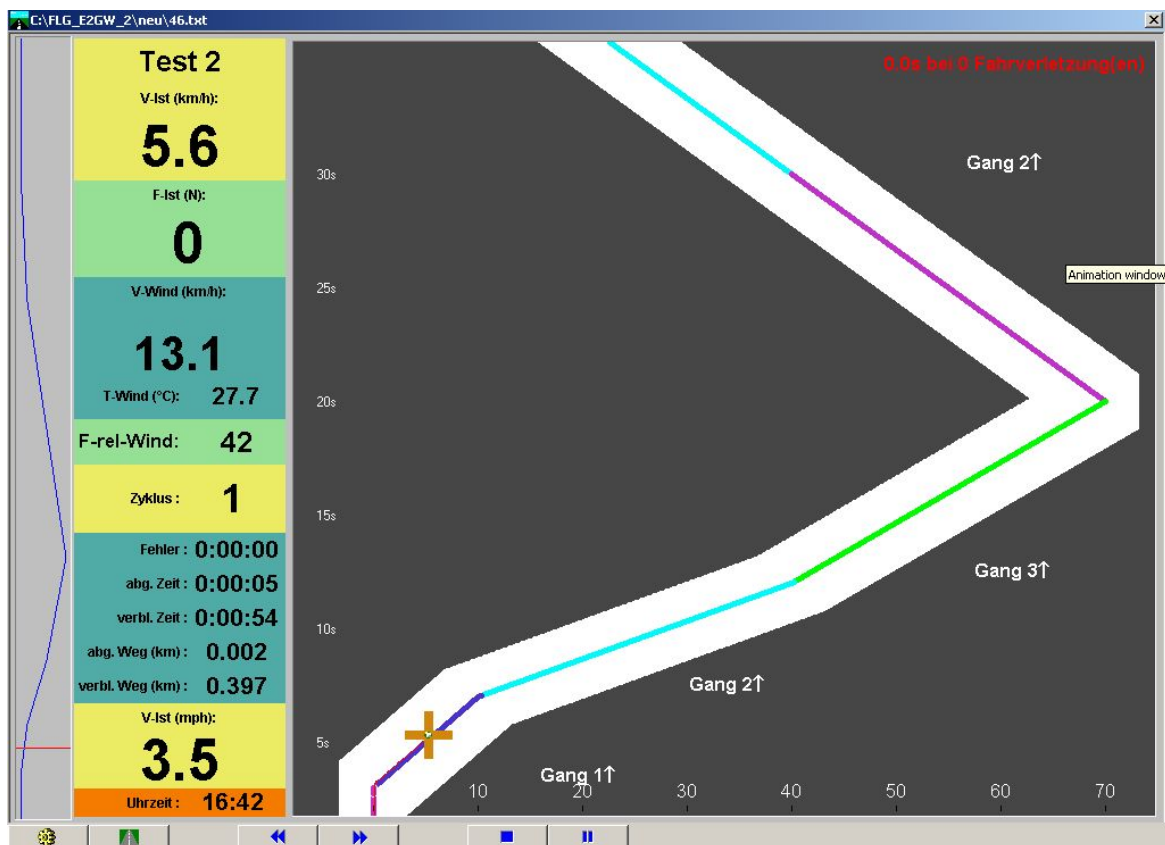 C:\FLG_E2GW_2\neu\46.txt
Test 2
V-Ist (km/h):
5.6
F-Ist (N):
0
V-Wind (km/h):
13.1
T-Wind (°C): 27.7
F-rel-Wind: 42
Zyklus : 1
Fehler : 0:00:00
abg. Zeit : 0:00:05
verbl. Zeit : 0:00:54
abg. Weg (km) : 0.002
verbl. Weg (km) : 0.397
V-Ist (mph):
3.5
Uhrzeit : 16:42
0.0s bei 0 Fahrverletzung(en)
Gang 2↑
30s
Animation window
25s
20s
15s
Gang 3↑
10s
Gang 2↑
5s
Gang 1↑
10 20 30 40 50 60 70